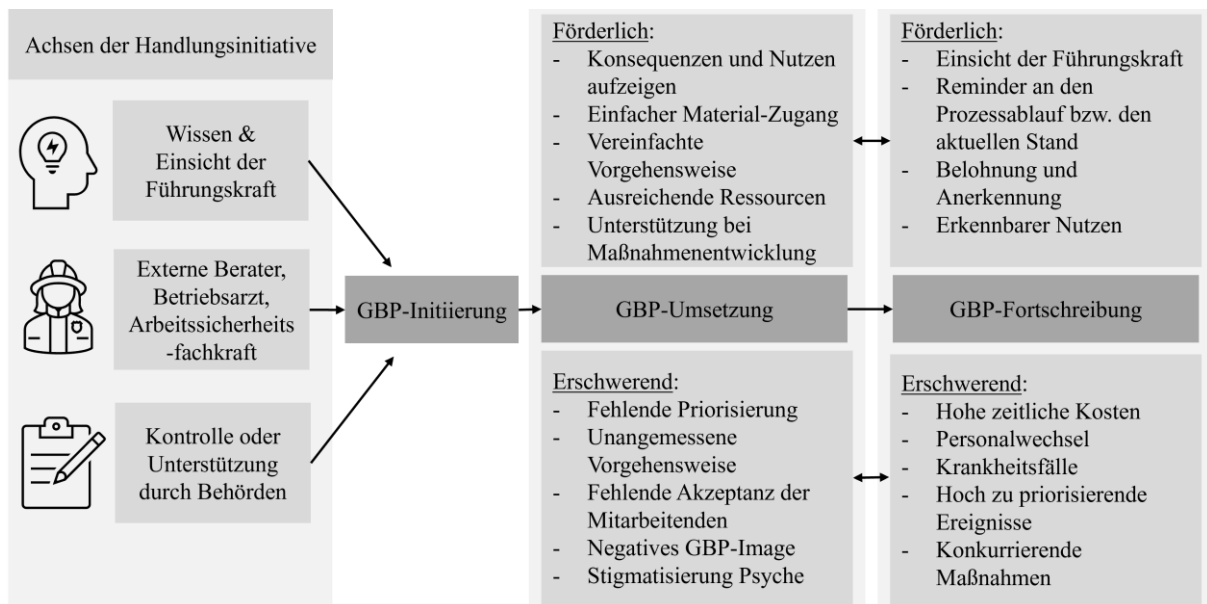 Achsen der Handlungsinitiative
Wissen &
Einsicht der
Führungskraft
Externe Berater,
Betriebsarzt,
Arbeitssicherheits
-fachkraft
Kontrolle oder
Unterstützung
durch Behörden
GBP-Initiierung
Förderlich:
- Konsequenzen und Nutzen
aufzeigen
- Einfacher Material-Zugang
- Vereinfachte
Vorgehensweise
- Ausreichende Ressourcen
- Unterstützung bei
Maßnahmenentwicklung
GBP-Umsetzung
Erschwerend:
- Fehlende Priorisierung
- Unangemessene
Vorgehensweise
- Fehlende Akzeptanz der
Mitarbeitenden
- Negatives GBP-Image
- Stigmatisierung Psyche
Förderlich:
- Einsicht der Führungskraft
- Reminder an den
Prozessablauf bzw. den
aktuellen Stand
- Belohnung und
Anerkennung
- Erkennbarer Nutzen
GBP-Fortschreibung
Erschwerend:
- Hohe zeitliche Kosten
- Personalwechsel
- Krankheitsfälle
- Hoch zu priorisierende
Ereignisse
- Konkurrierende
Maßnahmen